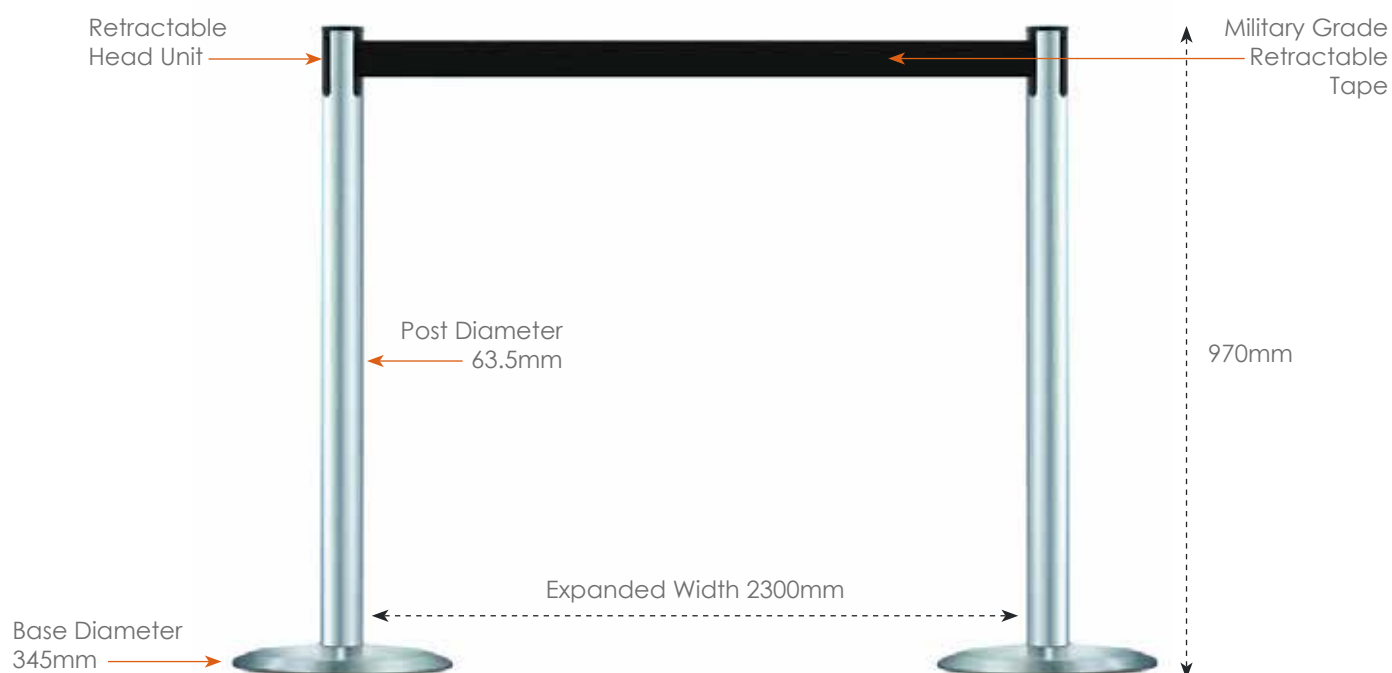 Retractable
Head Unit
Military Grade
Retractable
Tape
Post Diameter
63.5mm
970mm
Expanded Width 2300mm
Base Diameter
345mm